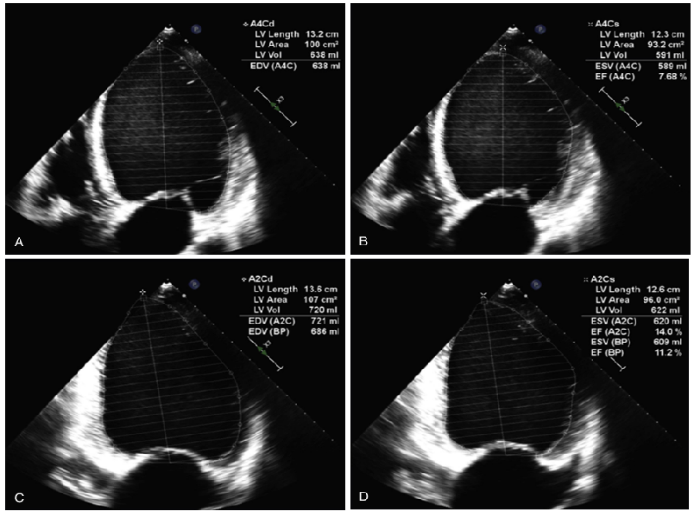 A4Cd
LV Length 13.2 cm
LV Area 100 cm²
LV Vol 638 ml
EDV (A4C) 638 ml
x3
A
A4Cs
LV Length 12.3 cm
LV Area 93.2 cm²
LV Vol 591 ml
ESV (A4C) 589 ml
EF (A4C) 7.68 %
x3
B
A2Cd
LV Length 13.6 cm
LV Area 107 cm²
LV Vol 720 ml
EDV (A2C) 721 ml
EDV (BP) 686 ml
x3
C
A2Cs
LV Length 12.6 cm
LV Area 96.0 cm²
LV Vol 622 ml
ESV (A2C) 620 ml
EF (A2C) 14.0 %
ESV (BP) 609 ml
EF (BP) 11.2 %
D